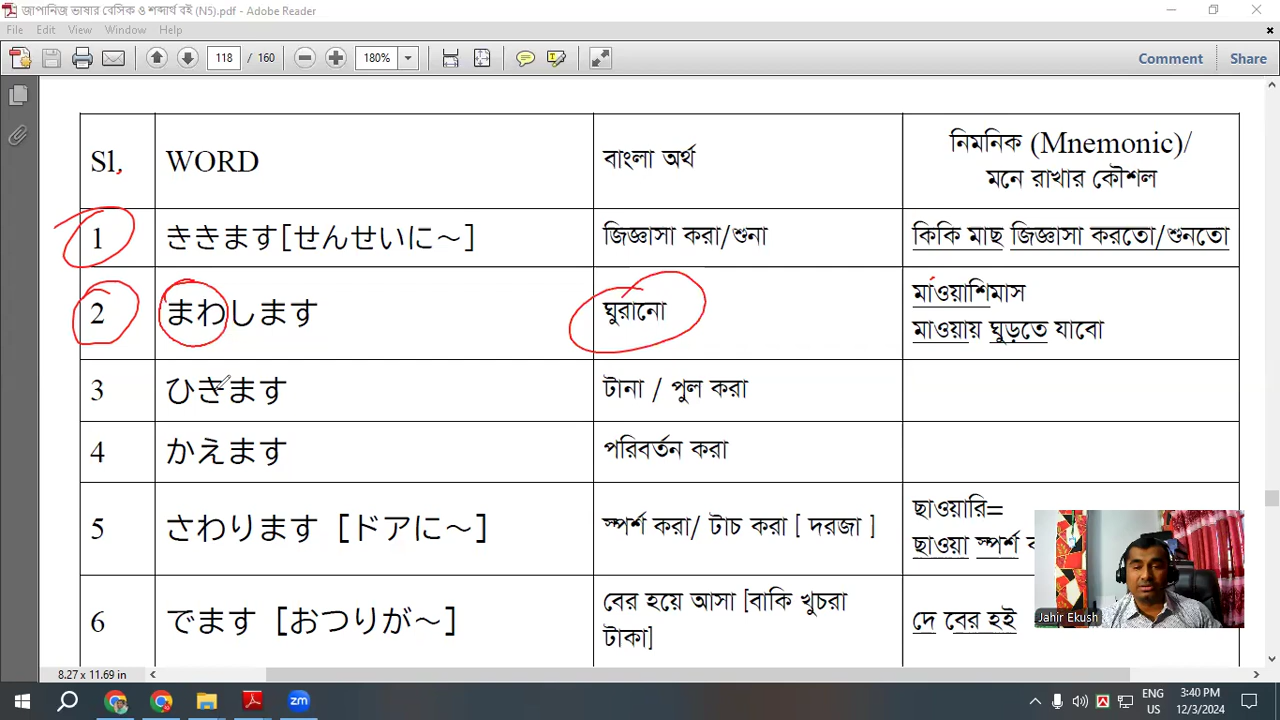 জাপানিজ ভাষার বেসিক ও শব্দার্থ বই (N5).pdf - Adobe Reader
File Edit View Window Help
118 / 160 180% Comment Share
Sl. WORD বাংলা অর্থ নিমনিক (Mnemonic)/
মনে রাখার কৌশল
1 ききます[せんせいに～] জিজ্ঞাসা করা/শুনা কিকি মাছ জিজ্ঞাসা করতো/শুনতো
2 まわします ঘুরানো মাওয়াশিমাস
মাওয়ায় ঘুড়তে যাবো
3 ひきます টানা / পুল করা
4 かえます পরিবর্তন করা
5 さわります [ドアに～] স্পর্শ করা/ টাচ করা [ দরজা ] ছাওয়ারি=
ছাওয়া স্পর্শ
6 でます [おつりが～] বের হয়ে আসা [বাকি খুচরা
টাকা] দে বের হই
Jahir Ekush
8.27 x 11.69 in
ENG
US
3:40 PM
12/3/2024